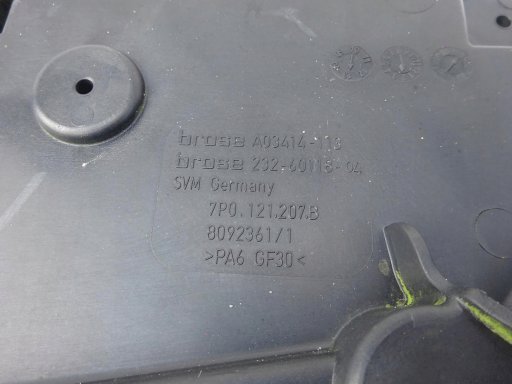 brose A03414-113
brose 232-60118-04
SVM Germany
7P0.121.207.B
8092361/1
>PA6 GF30<